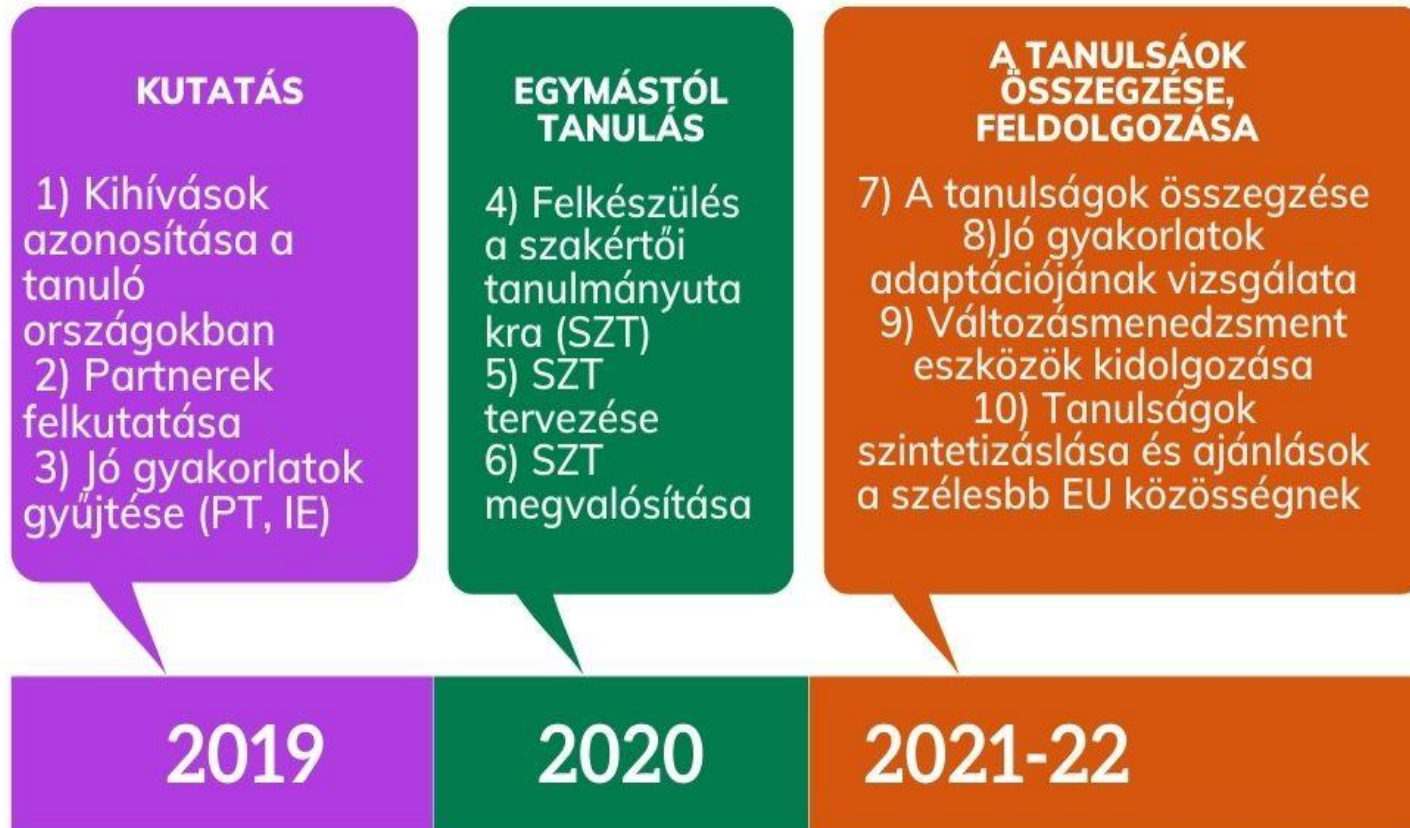 KUTATÁS
1) Kihívások
azonosítása a
tanuló
országokban
2) Partnerek
felkutatása
3) Jó gyakorlatok
gyűjtése (PT, IE)
EGYMÁSTÓL
TANULÁS
4) Felkészülés
a szakértői
tanulmányuta
kra (SZT)
5) SZT
tervezése
6) SZT
megvalósítása
A TANULSÁOK
ÖSSZEGZÉSE,
FELDOLGOZÁSA
7) A tanulságok összegzése
8)Jó gyakorlatok
adaptációjának vizsgálata
9) Változásmenedzsment
eszközök kidolgozása
10) Tanulságok
szintetizáslása és ajánlások
a szélesbb EU közösségnek
2019
2020
2021-22